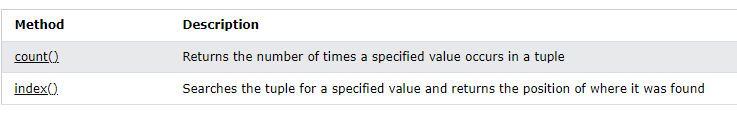 Method Description
count() Returns the number of times a specified value occurs in a tuple
index() Searches the tuple for a specified value and returns the position of where it was found